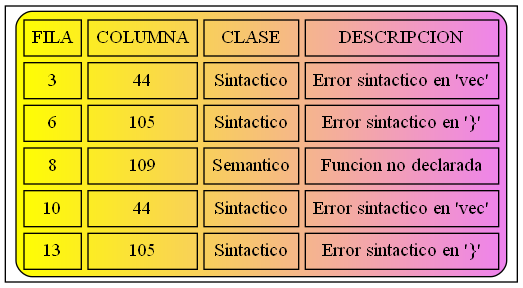 FILA COLUMNA CLASE DESCRIPCION
3 44 Sintactico Error sintactico en 'vec'
6 105 Sintactico Error sintactico en '}'
8 109 Semantico Funcion no declarada
10 44 Sintactico Error sintactico en 'vec'
13 105 Sintactico Error sintactico en '}'